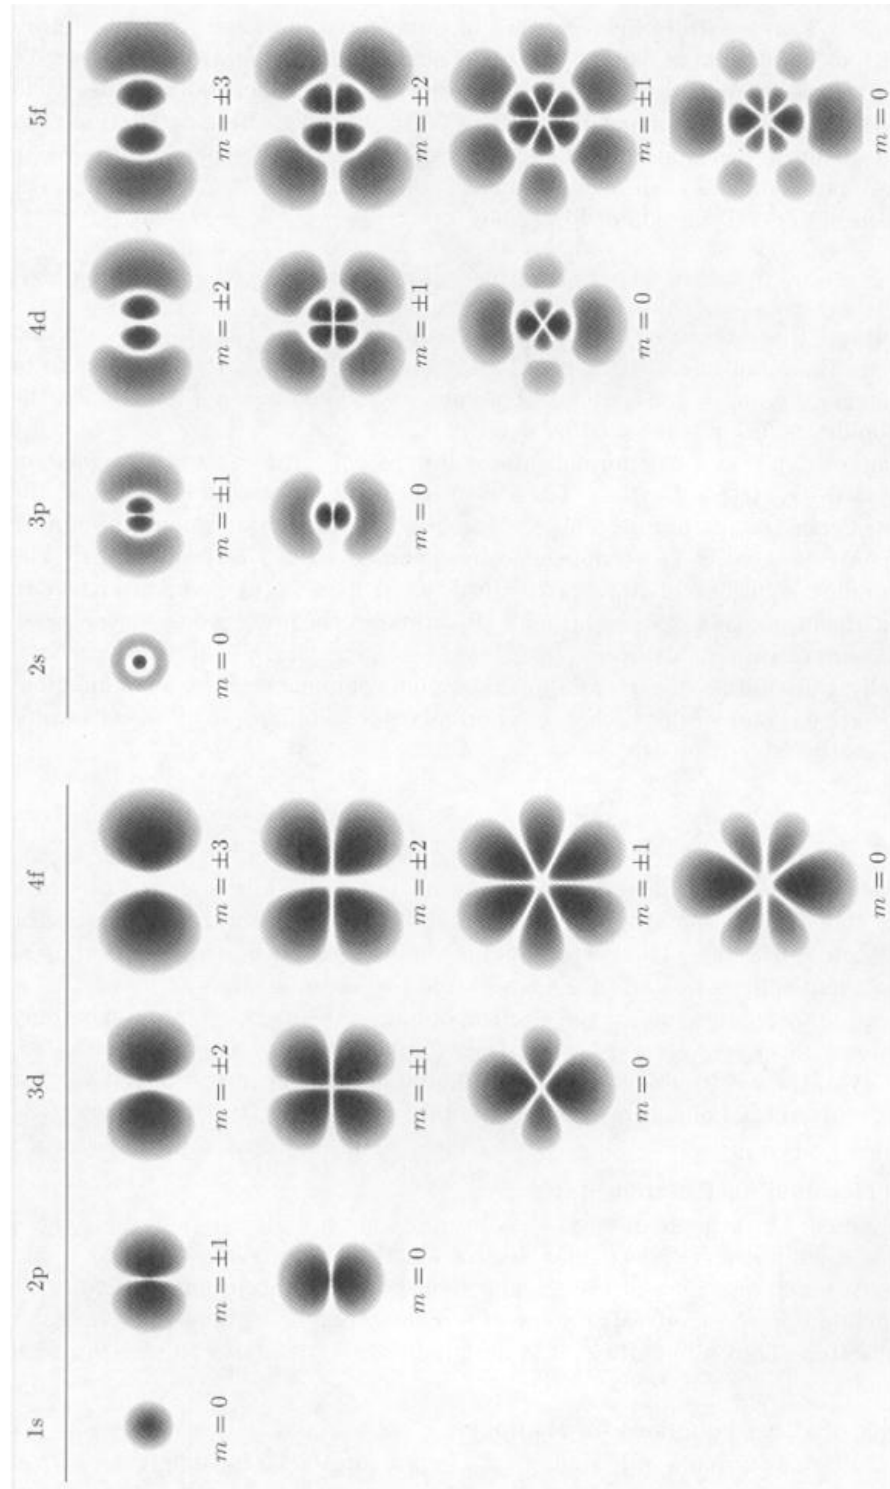 1s 2p 3d 4f 2s 3p 4d 5f
m = 0 m = ±1 m = ±2 m = ±3 m = 0 m = ±1 m = ±2 m = ±3
m = 0 m = ±1 m = ±2 m = 0 m = ±1 m = ±2
m = 0 m = ±1 m = 0 m = ±1
m = 0 m = 0